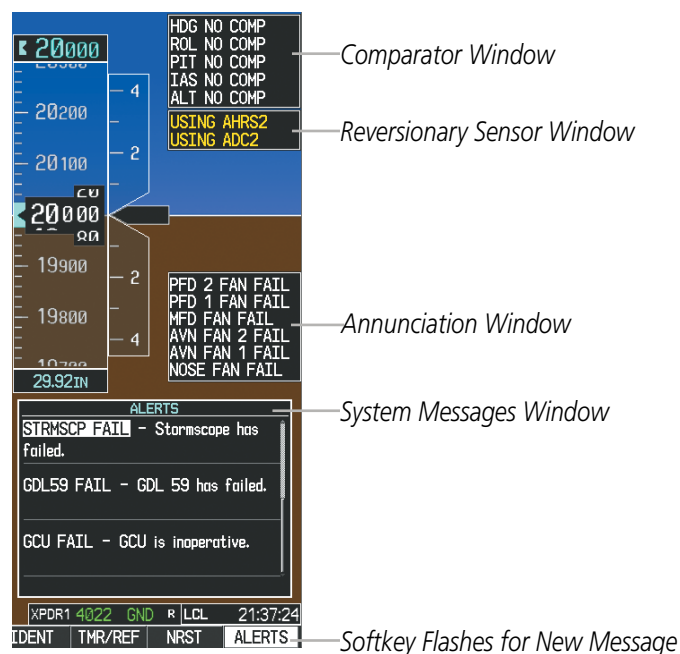 HDG NO COMP
ROL NO COMP
PIT NO COMP
IAS NO COMP
ALT NO COMP
Comparator Window
20000
4
20200
USING AHRS2
USING ADC2
Reversionary Sensor Window
20100
2
20
20000
80
19900
2
PFD 2 FAN FAIL
PFD 1 FAN FAIL
MFD FAN FAIL
AVN FAN 2 FAIL
AVN FAN 1 FAIL
NOSE FAN FAIL
Annunciation Window
19800
4
29.92IN
ALERTS
System Messages Window
STRMSCP FAIL – Stormscope has
failed.
GDL59 FAIL – GDL 59 has failed.
GCU FAIL – GCU is inoperative.
XPDR1 4022 GND R LCL 21:37:24
IDENT TMR/REF NRST ALERTS
Softkey Flashes for New Message